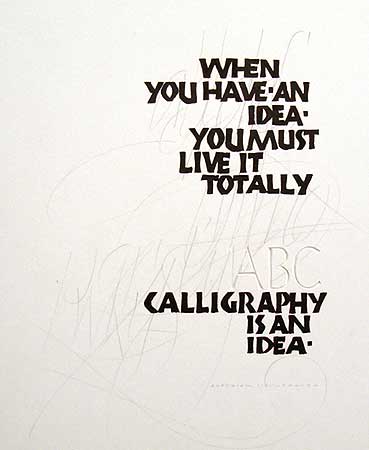 WHEN
YOU HAVE·AN
IDEA·
YOU MUST
LIVE IT
TOTALLY
ABC
CALLIGRAPHY
IS AN
IDEA·